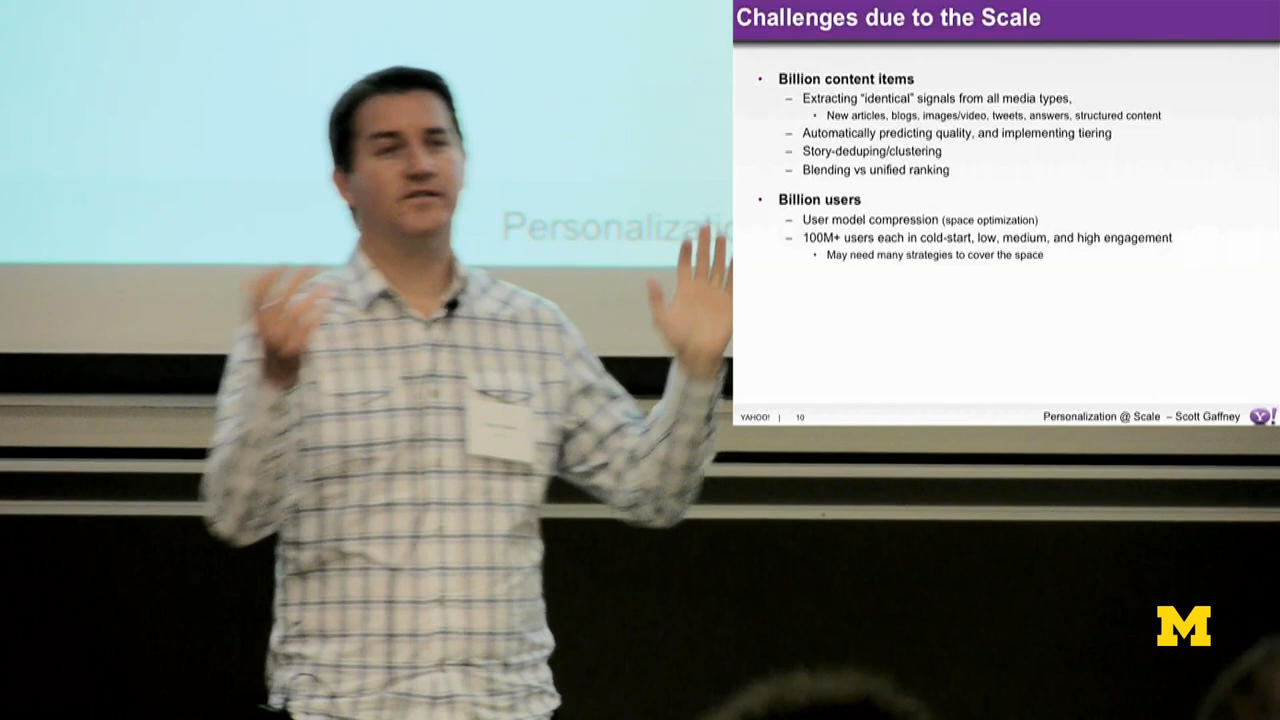 Challenges due to the Scale
• Billion content items
– Extracting “identical” signals from all media types,
• New articles, blogs, images/video, tweets, answers, structured content
– Automatically predicting quality, and implementing tiering
– Story-deduping/clustering
– Blending vs unified ranking
• Billion users
– User model compression (space optimization)
– 100M+ users each in cold-start, low, medium, and high engagement
• May need many strategies to cover the space
YAHOO! | 10
Personalization @ Scale – Scott Gaffney Y!
Personalizatio
M